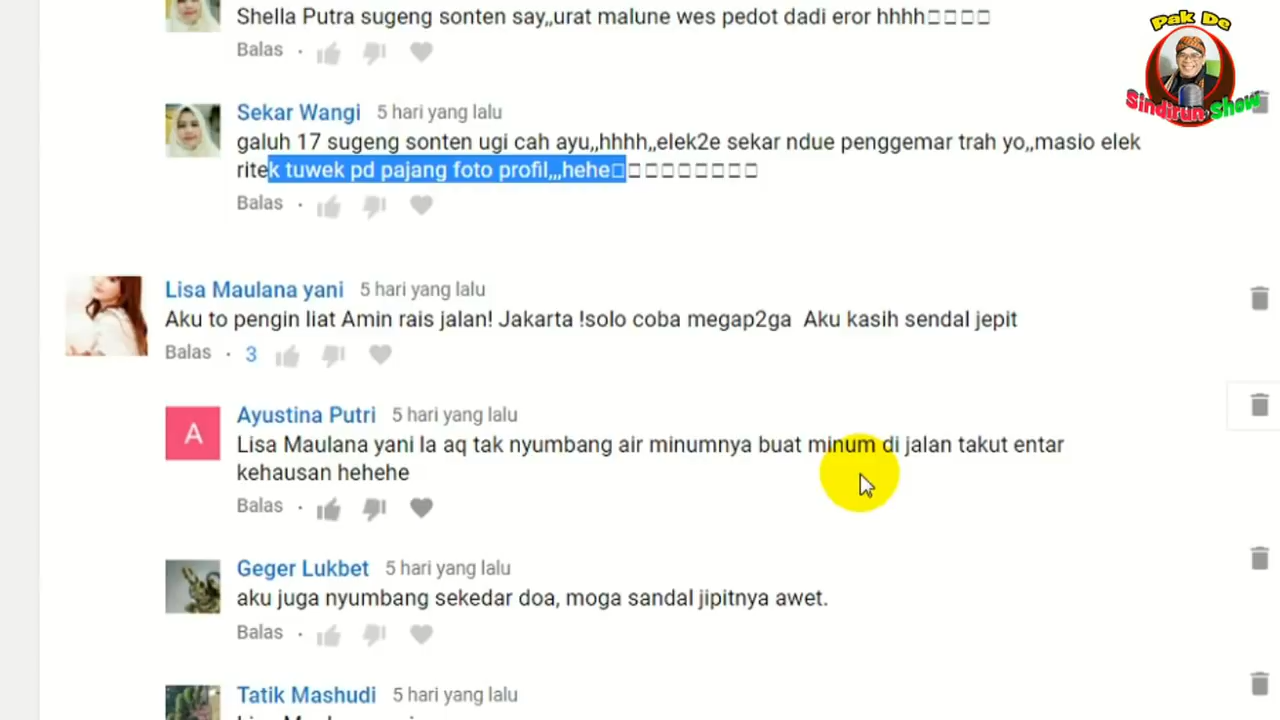 Pak De
Sindiran Show
Shella Putra sugeng sonten say,,urat malune wes pedot dadi eror hhhh□□□□
Balas ·
Sekar Wangi 5 hari yang lalu
galuh 17 sugeng sonten ugi cah ayu,,hhhh,,elek2e sekar ndue penggemar trah yo,,masio elek
ritek tuwek pd pajang foto profil,,,hehe□□□□□□□□□
Balas ·
Lisa Maulana yani 5 hari yang lalu
Aku to pengin liat Amin rais jalan! Jakarta !solo coba megap2ga Aku kasih sendal jepit
Balas · 3
A
Ayustina Putri 5 hari yang lalu
Lisa Maulana yani la aq tak nyumbang air minumnya buat minum di jalan takut entar
kehausan hehehe
Balas ·
Geger Lukbet 5 hari yang lalu
aku juga nyumbang sekedar doa, moga sandal jipitnya awet.
Balas ·
Tatik Mashudi 5 hari yang lalu